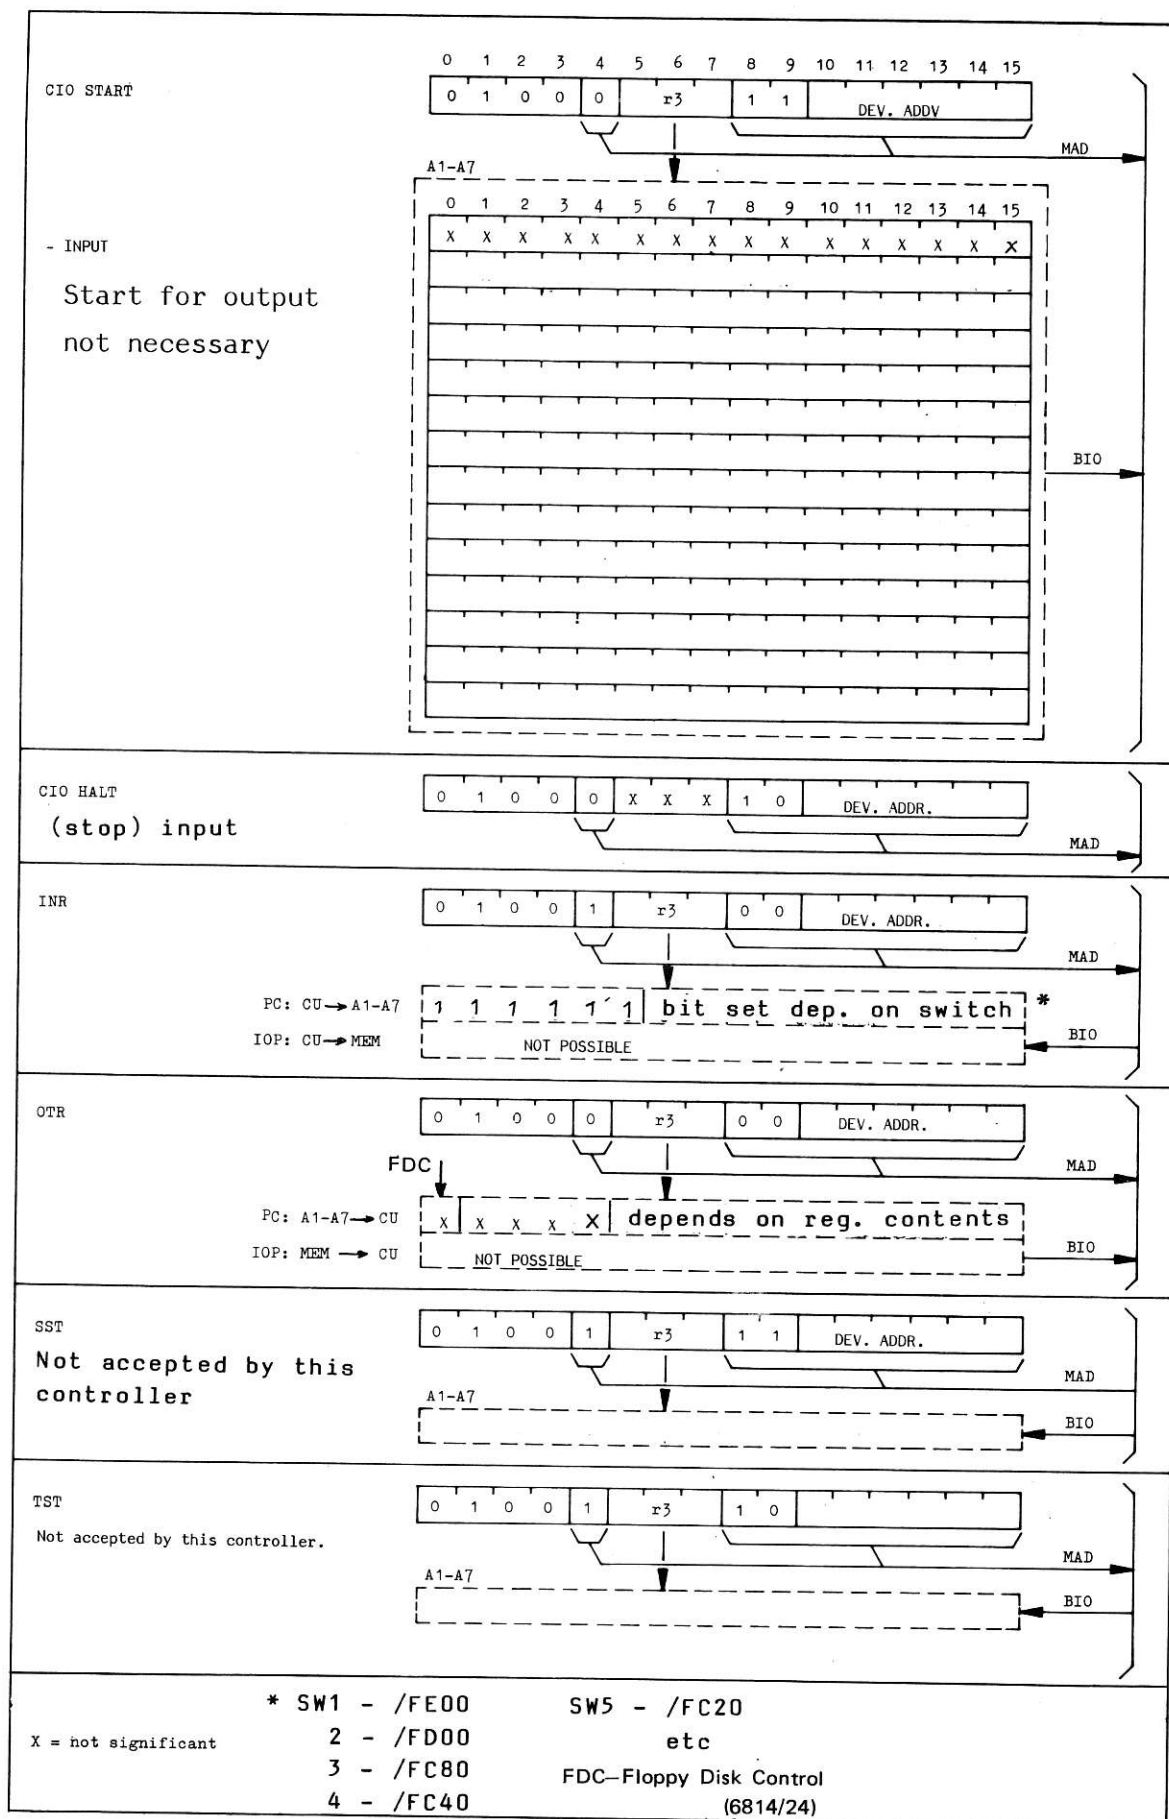 0 1 2 3 4 5 6 7 8 9 10 11 12 13 14 15
CIO START
0 1 0 0 0 r3 1 1 DEV. ADDV
MAD
A1-A7
0 1 2 3 4 5 6 7 8 9 10 11 12 13 14 15
- INPUT
X X X X X X X X X X X X X X X X
Start for output
not necessary
BIO
CIO HALT
0 1 0 0 0 X X X 1 0 DEV. ADDR.
(stop) input
MAD
INR
0 1 0 0 1 r3 0 0 DEV. ADDR.
MAD
PC: CU→A1-A7 1 1 1 1 1 1 bit set dep. on switch *
IOP: CU→MEM NOT POSSIBLE BIO
OTR
0 1 0 0 0 r3 0 0 DEV. ADDR.
FDC MAD
PC: A1-A7→ CU X X X X X depends on reg. contents
IOP: MEM → CU NOT POSSIBLE BIO
SST
0 1 0 0 1 r3 1 1 DEV. ADDR.
Not accepted by this
controller
MAD
A1-A7
BIO
TST
0 1 0 0 1 r3 1 0
Not accepted by this controller.
MAD
A1-A7
BIO
* SW1 - /FE00 SW5 - /FC20
X = not significant 2 - /FD00 etc
3 - /FC80 FDC—Floppy Disk Control
4 - /FC40 (6814/24)